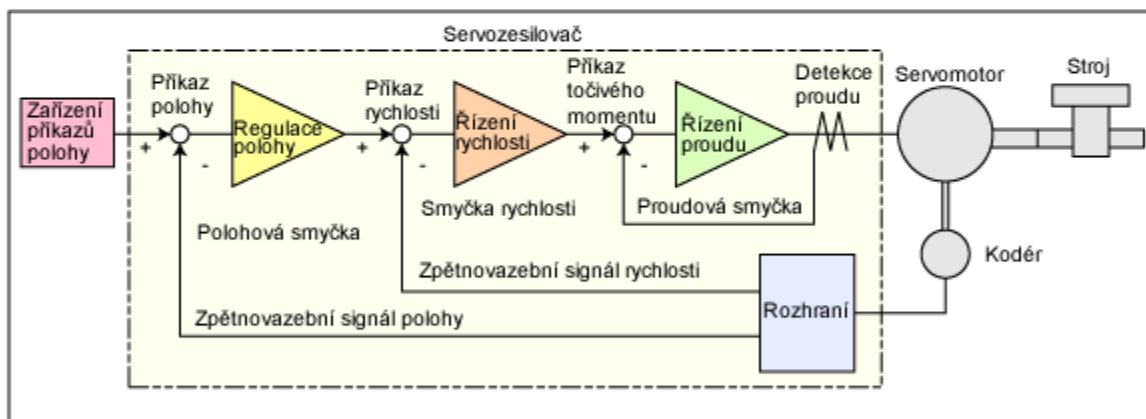 Servozesilovač
Zařízení
příkazů
polohy
Příkaz
polohy
+
-
Regulace
polohy
Příkaz
rychlosti
+
-
Řízení
rychlosti
Příkaz
točivého
momentu
+
-
Řízení
proudu
Detekce
proudu
Servomotor
Stroj
Polohová smyčka
Smyčka rychlosti
Proudová smyčka
Kodér
Zpětnovazební signál rychlosti
Zpětnovazební signál polohy
Rozhraní